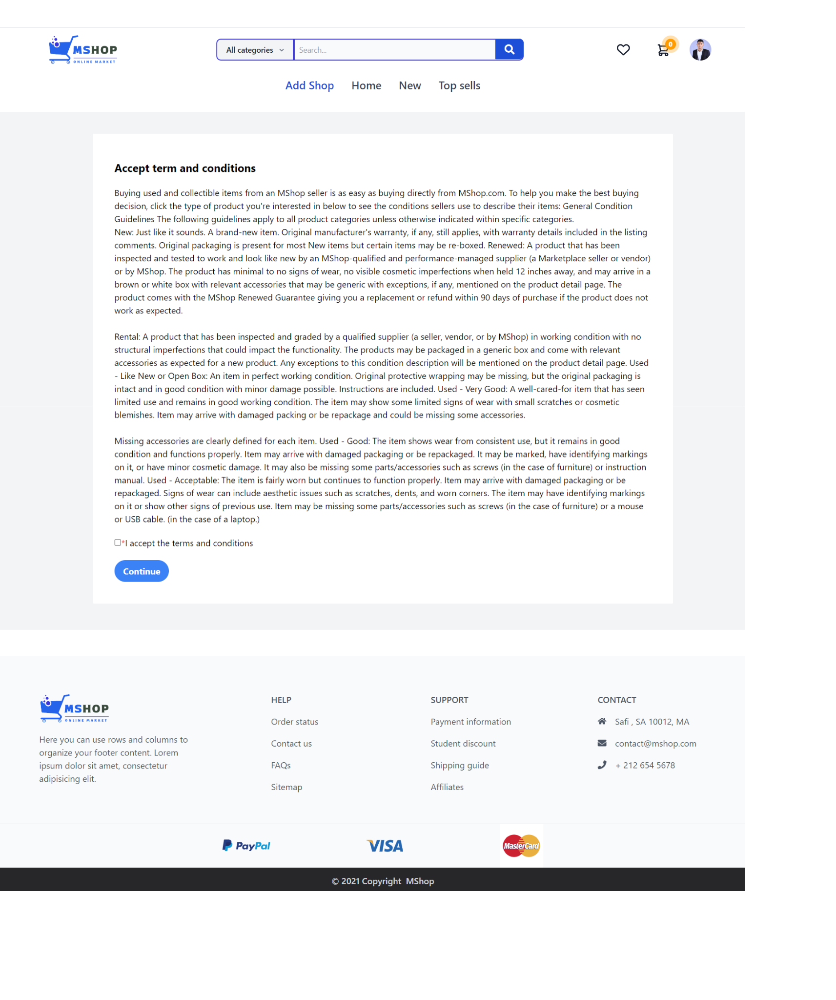 MSHOP
ONLINE MARKET
All categories
Search...
0
Add Shop Home New Top sells
Accept term and conditions
Buying used and collectible items from an MShop seller is as easy as buying directly from MShop.com. To help you make the best buying
decision, click the type of product you're interested in below to see the conditions sellers use to describe their items: General Condition
Guidelines The following guidelines apply to all product categories unless otherwise indicated within specific categories.
New: Just like it sounds. A brand-new item. Original manufacturer's warranty, if any, still applies, with warranty details included in the listing
comments. Original packaging is present for most New items but certain items may be re-boxed. Renewed: A product that has been
inspected and tested to work and look like new by an MShop-qualified and performance-managed supplier (a Marketplace seller or vendor)
or by MShop. The product has minimal to no signs of wear, no visible cosmetic imperfections when held 12 inches away, and may arrive in a
brown or white box with relevant accessories that may be generic with exceptions, if any, mentioned on the product detail page. The
product comes with the MShop Renewed Guarantee giving you a replacement or refund within 90 days of purchase if the product does not
work as expected.
Rental: A product that has been inspected and graded by a qualified supplier (a seller, vendor, or by MShop) in working condition with no
structural imperfections that could impact the functionality. The products may be packaged in a generic box and come with relevant
accessories as expected for a new product. Any exceptions to this condition description will be mentioned on the product detail page. Used
- Like New or Open Box: An item in perfect working condition. Original protective wrapping may be missing, but the original packaging is
intact and in good condition with minor damage possible. Instructions are included. Used - Very Good: A well-cared-for item that has seen
limited use and remains in good working condition. The item may show some limited signs of wear with small scratches or cosmetic
blemishes. Item may arrive with damaged packing or be repackage and could be missing some accessories.
Missing accessories are clearly defined for each item. Used - Good: The item shows wear from consistent use, but it remains in good
condition and functions properly. Item may arrive with damaged packaging or be repackaged. It may be marked, have identifying markings
on it, or have minor cosmetic damage. It may also be missing some parts/accessories such as screws (in the case of furniture) or instruction
manual. Used - Acceptable: The item is fairly worn but continues to function properly. Item may arrive with damaged packaging or be
repackaged. Signs of wear can include aesthetic issues such as scratches, dents, and worn corners. The item may have identifying markings
on it or show other signs of previous use. Item may be missing some parts/accessories such as screws (in the case of furniture) or a mouse
or USB cable. (in the case of a laptop.)
*I accept the terms and conditions
Continue
MSHOP
ONLINE MARKET
Here you can use rows and columns to
organize your footer content. Lorem
ipsum dolor sit amet, consectetur
adipisicing elit.
HELP
Order status
Contact us
FAQs
Sitemap
SUPPORT
Payment information
Student discount
Shipping guide
Affiliates
CONTACT
Safi , SA 10012, MA
contact@mshop.com
+ 212 654 5678
PayPal
VISA
MasterCard
© 2021 Copyright MShop